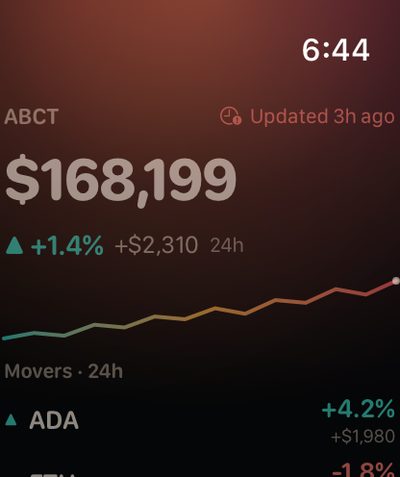 6:44
ABCT
Updated 3h ago
$168,199
▲ +1.4% +$2,310 24h
Movers · 24h
▲ ADA +4.2%
+$1,980
-1.8%